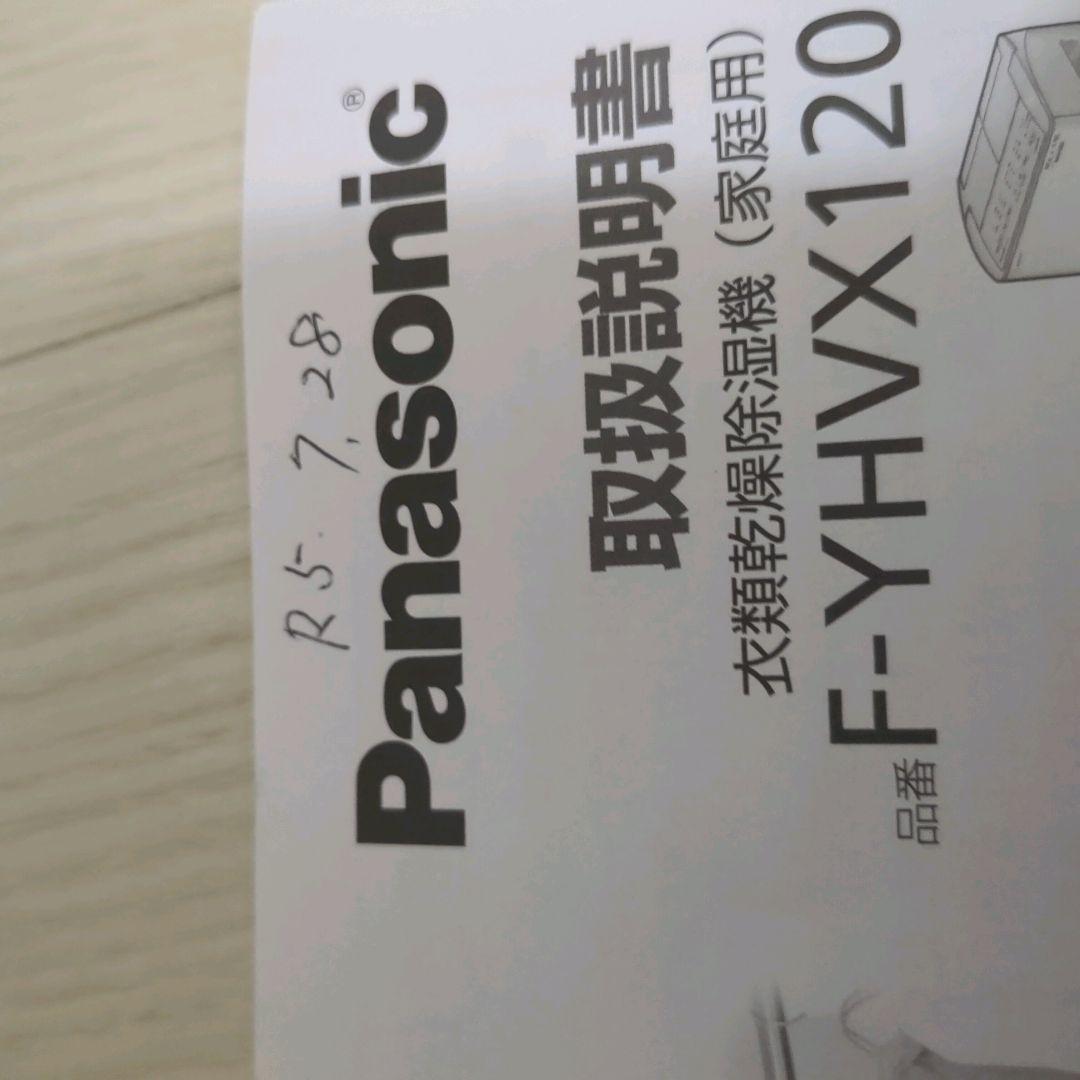 R5. 7. 28
Panasonic®
取扱説明書
衣類乾燥除湿機（家庭用）
品番 F-YHVX120